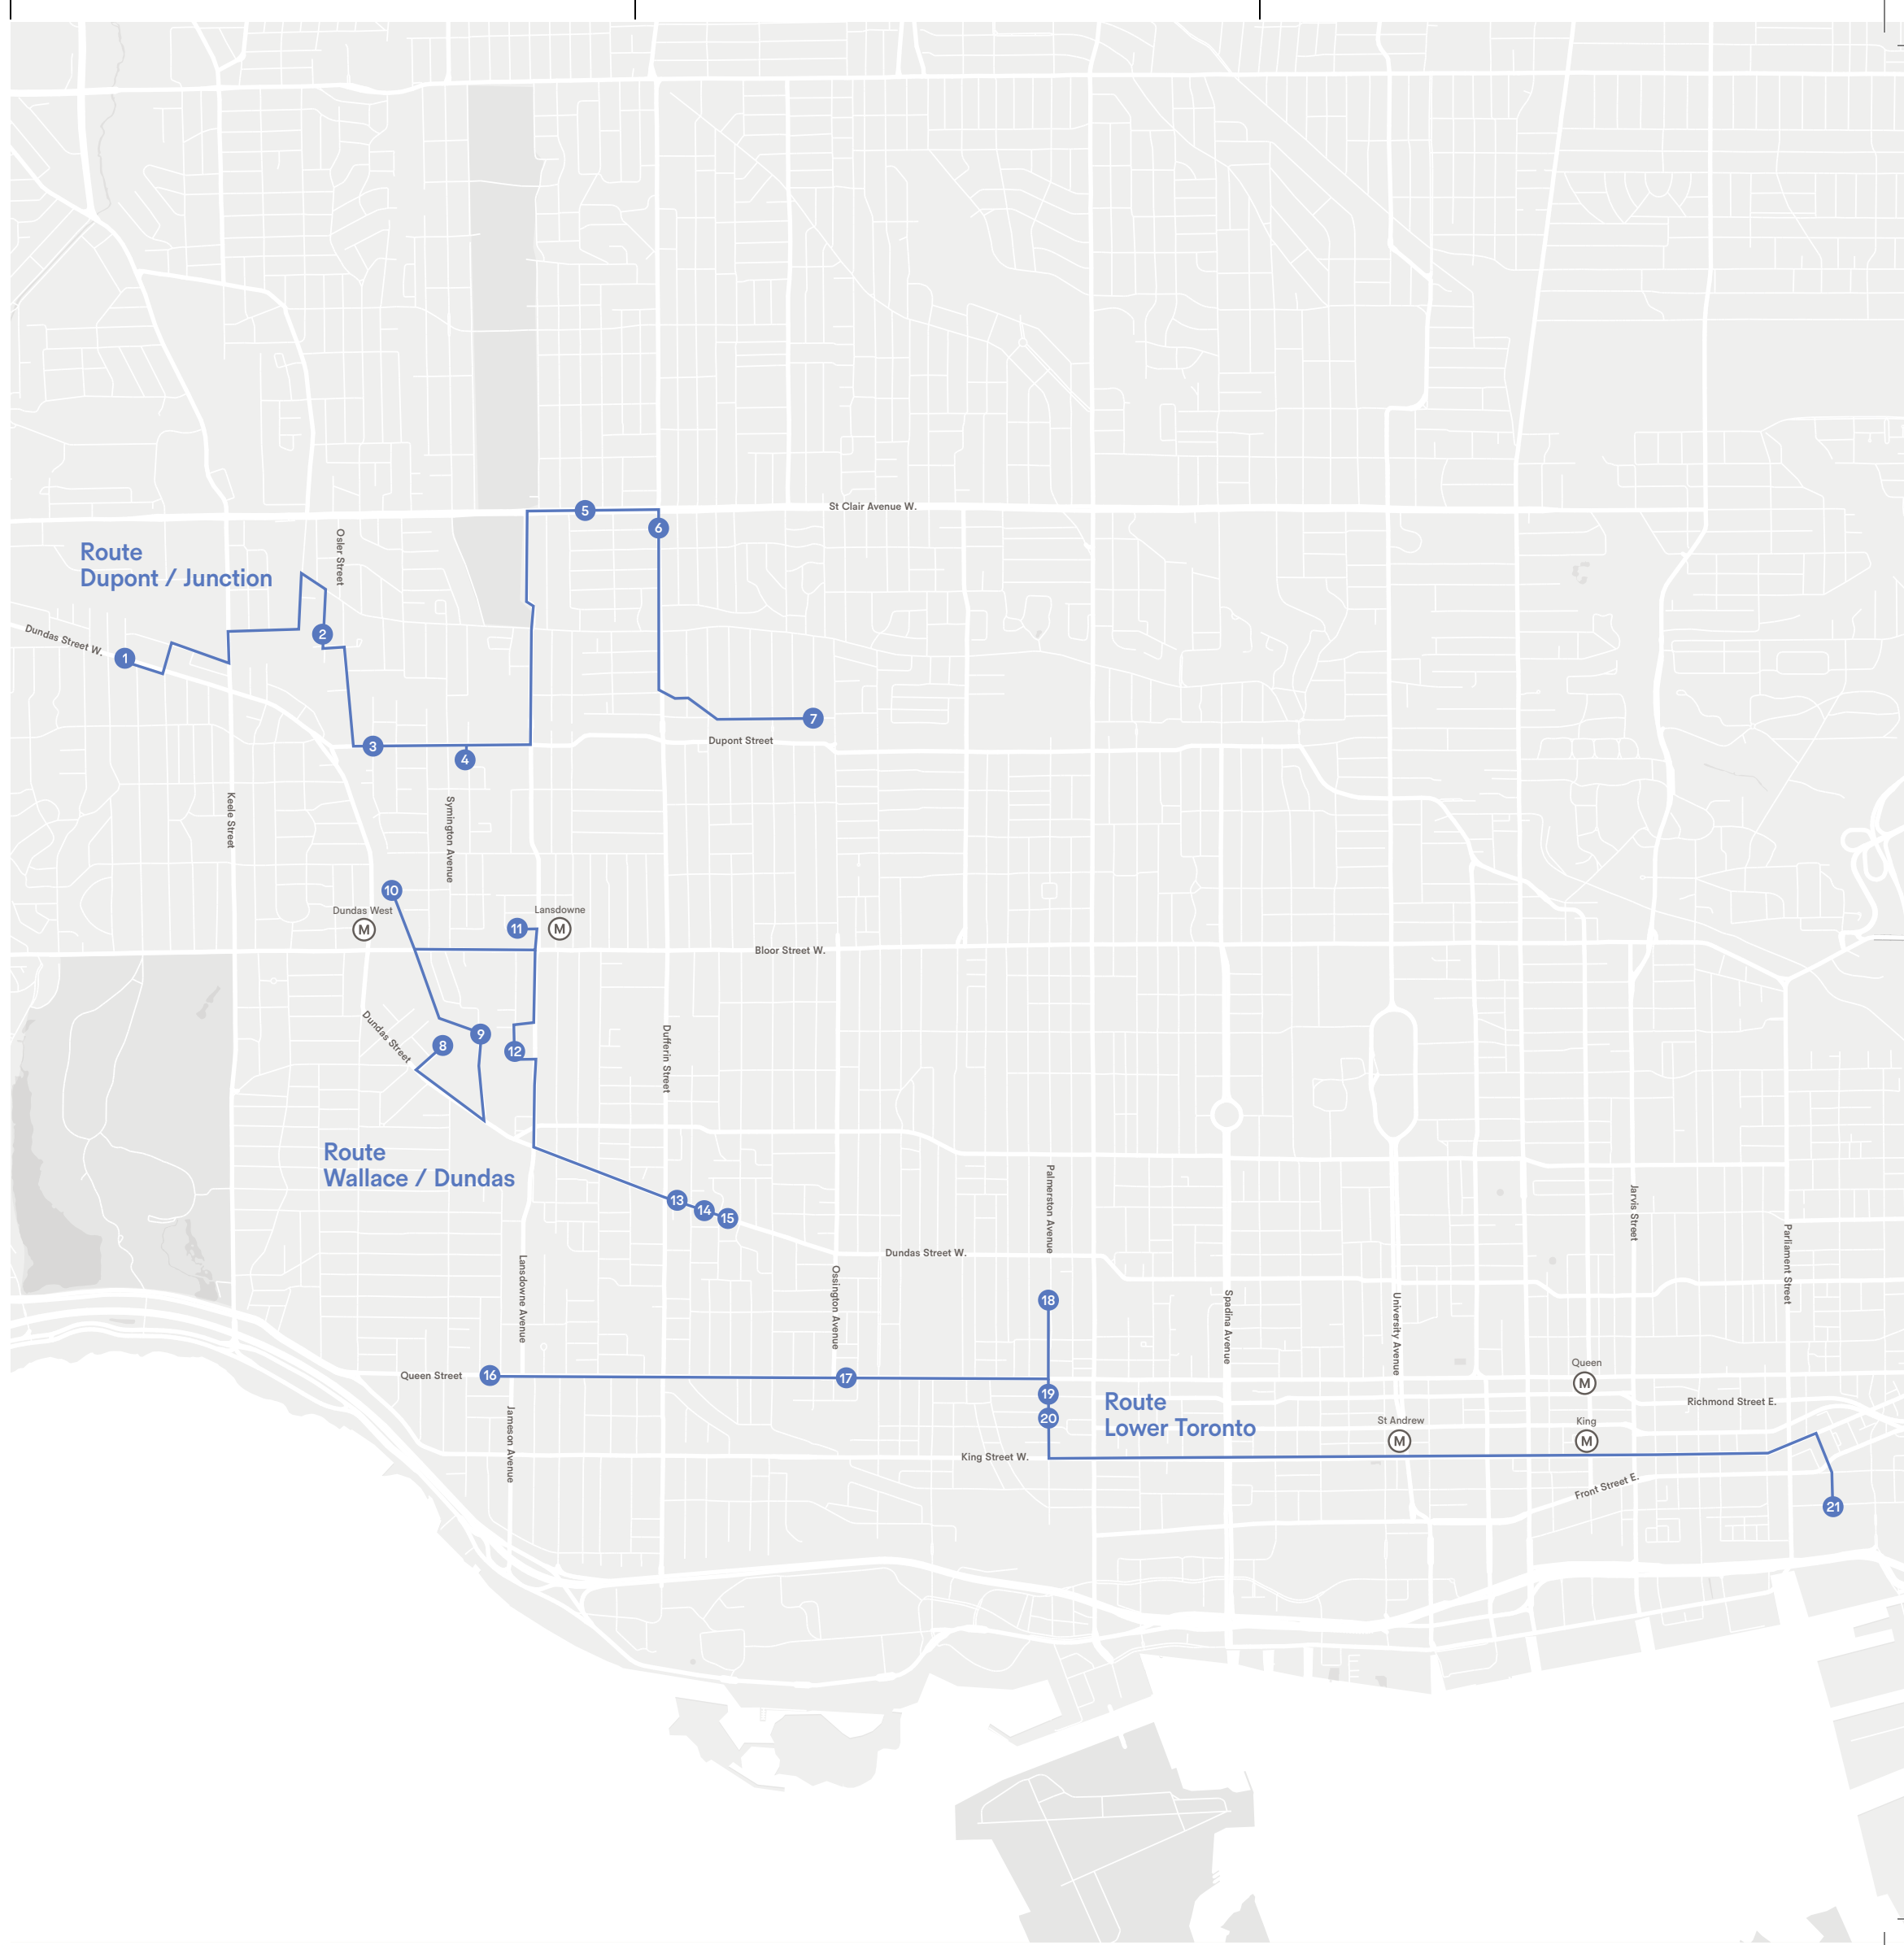 5
St Clair Avenue W.
6
Osler Street
Route
Dupont / Junction
Dundas Street W.
2
1
7
Dupont Street
3
4
Keele Street
Symington Avenue
10
Dundas West
M
11
Lansdowne
M
Bloor Street W.
Dundas Street
8
9
12
Dufferin Street
Route
Wallace / Dundas
13
14
15
Palmerston Avenue
Jarvis Street
Parliament Street
Dundas Street W.
Lansdowne Avenue
Ossington Avenue
18
Spadina Avenue
University Avenue
Queen Street
16
17
Queen
M
19
20
Route
Lower Toronto
Richmond Street E.
Jameson Avenue
St Andrew
M
King
M
King Street W.
Front Street E.
21